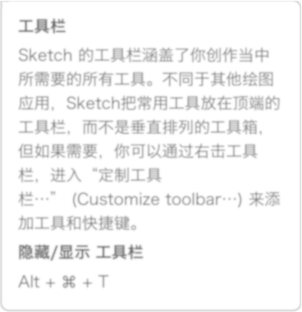 工具栏
Sketch 的工具栏涵盖了你创作当中
所需要的所有工具。不同于其他绘图
应用，Sketch把常用工具放在顶端的
工具栏，而不是垂直排列的工具箱，
但如果需要，你可以通过右击工具
栏，进入“定制工具
栏…” (Customize toolbar…) 来添
加工具和快捷键。
隐藏/显示 工具栏
Alt + ⌘ + T